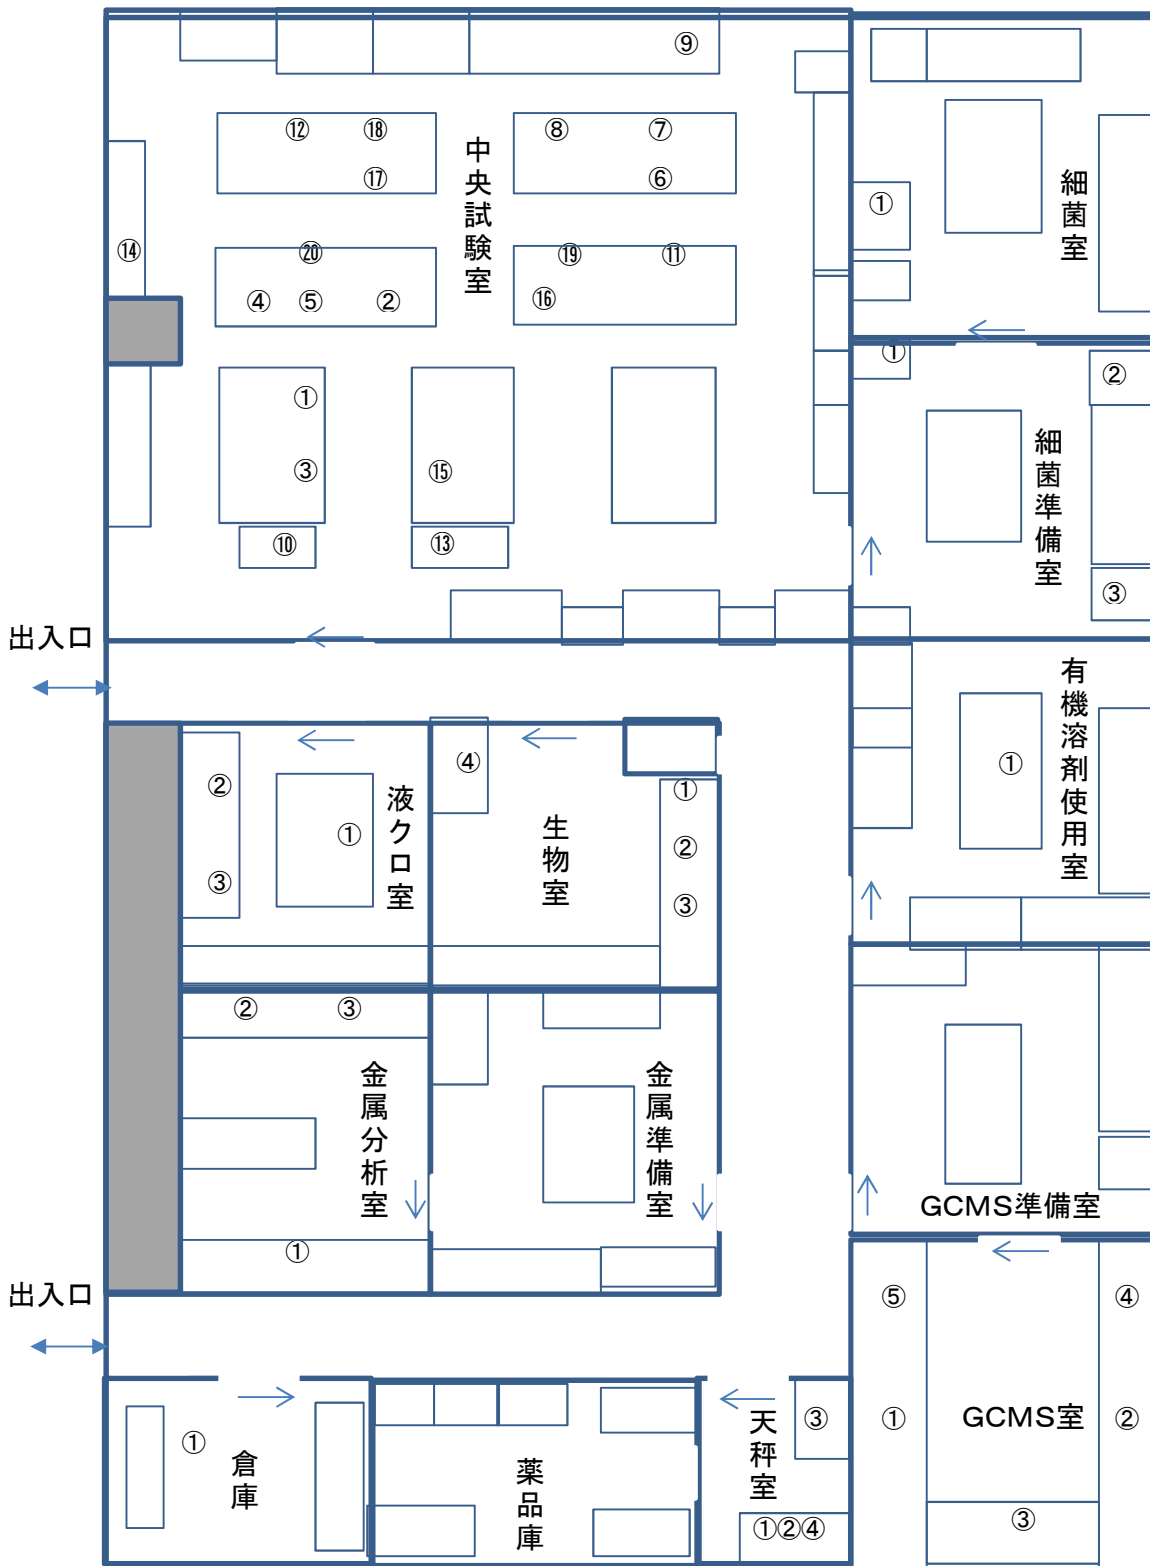 ⑨
⑫ ⑱
⑧ ⑦
⑰
⑥
中央試験室
細菌室
①
⑭
⑳
⑲ ⑪
④ ⑤ ②
⑯
①
②
①
③
⑮
細菌準備室
⑩
⑬
③
出入口
有機溶剤使用室
①
②
①
③
液クロ室
④
生物室
①
②
③
② ③
金属分析室
①
金属準備室
GCMS準備室
出入口
⑤ ④
① ②
GCMS室
③
①
倉庫
薬品庫
天秤室
③
①②④